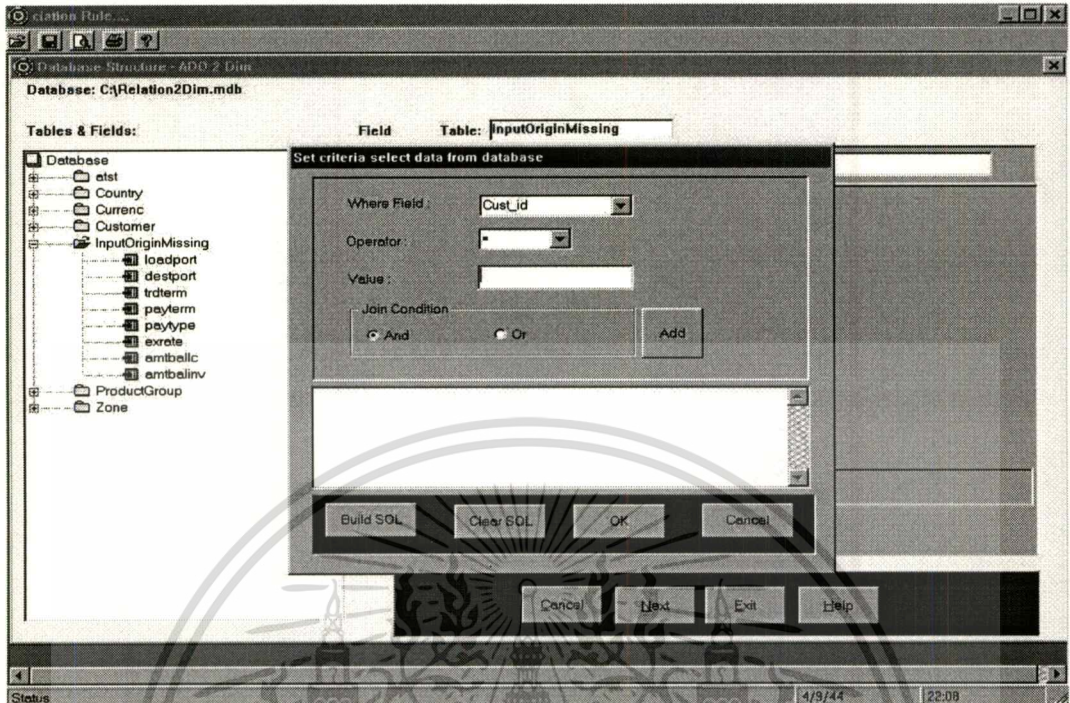 ciation Rule....
Database Structure - ADO 2 Dim
Database: C:\Relation2Dim.mdb
Tables & Fields:
Field
Table: InputOriginMissing
Database
atst
Country
Currenc
Customer
InputOriginMissing
loadport
destport
trdterm
payterm
paytype
exrate
amtballc
amtbalinv
ProductGroup
Zone
Set criteria select data from database
Where Field :
Cust_id
Operator :
=
Value :
Join Condition
And
Or
Add
Build SQL
Clear SQL
OK
Cancel
Cancel
Next
Exit
Help
Status
4/9/44
22:08